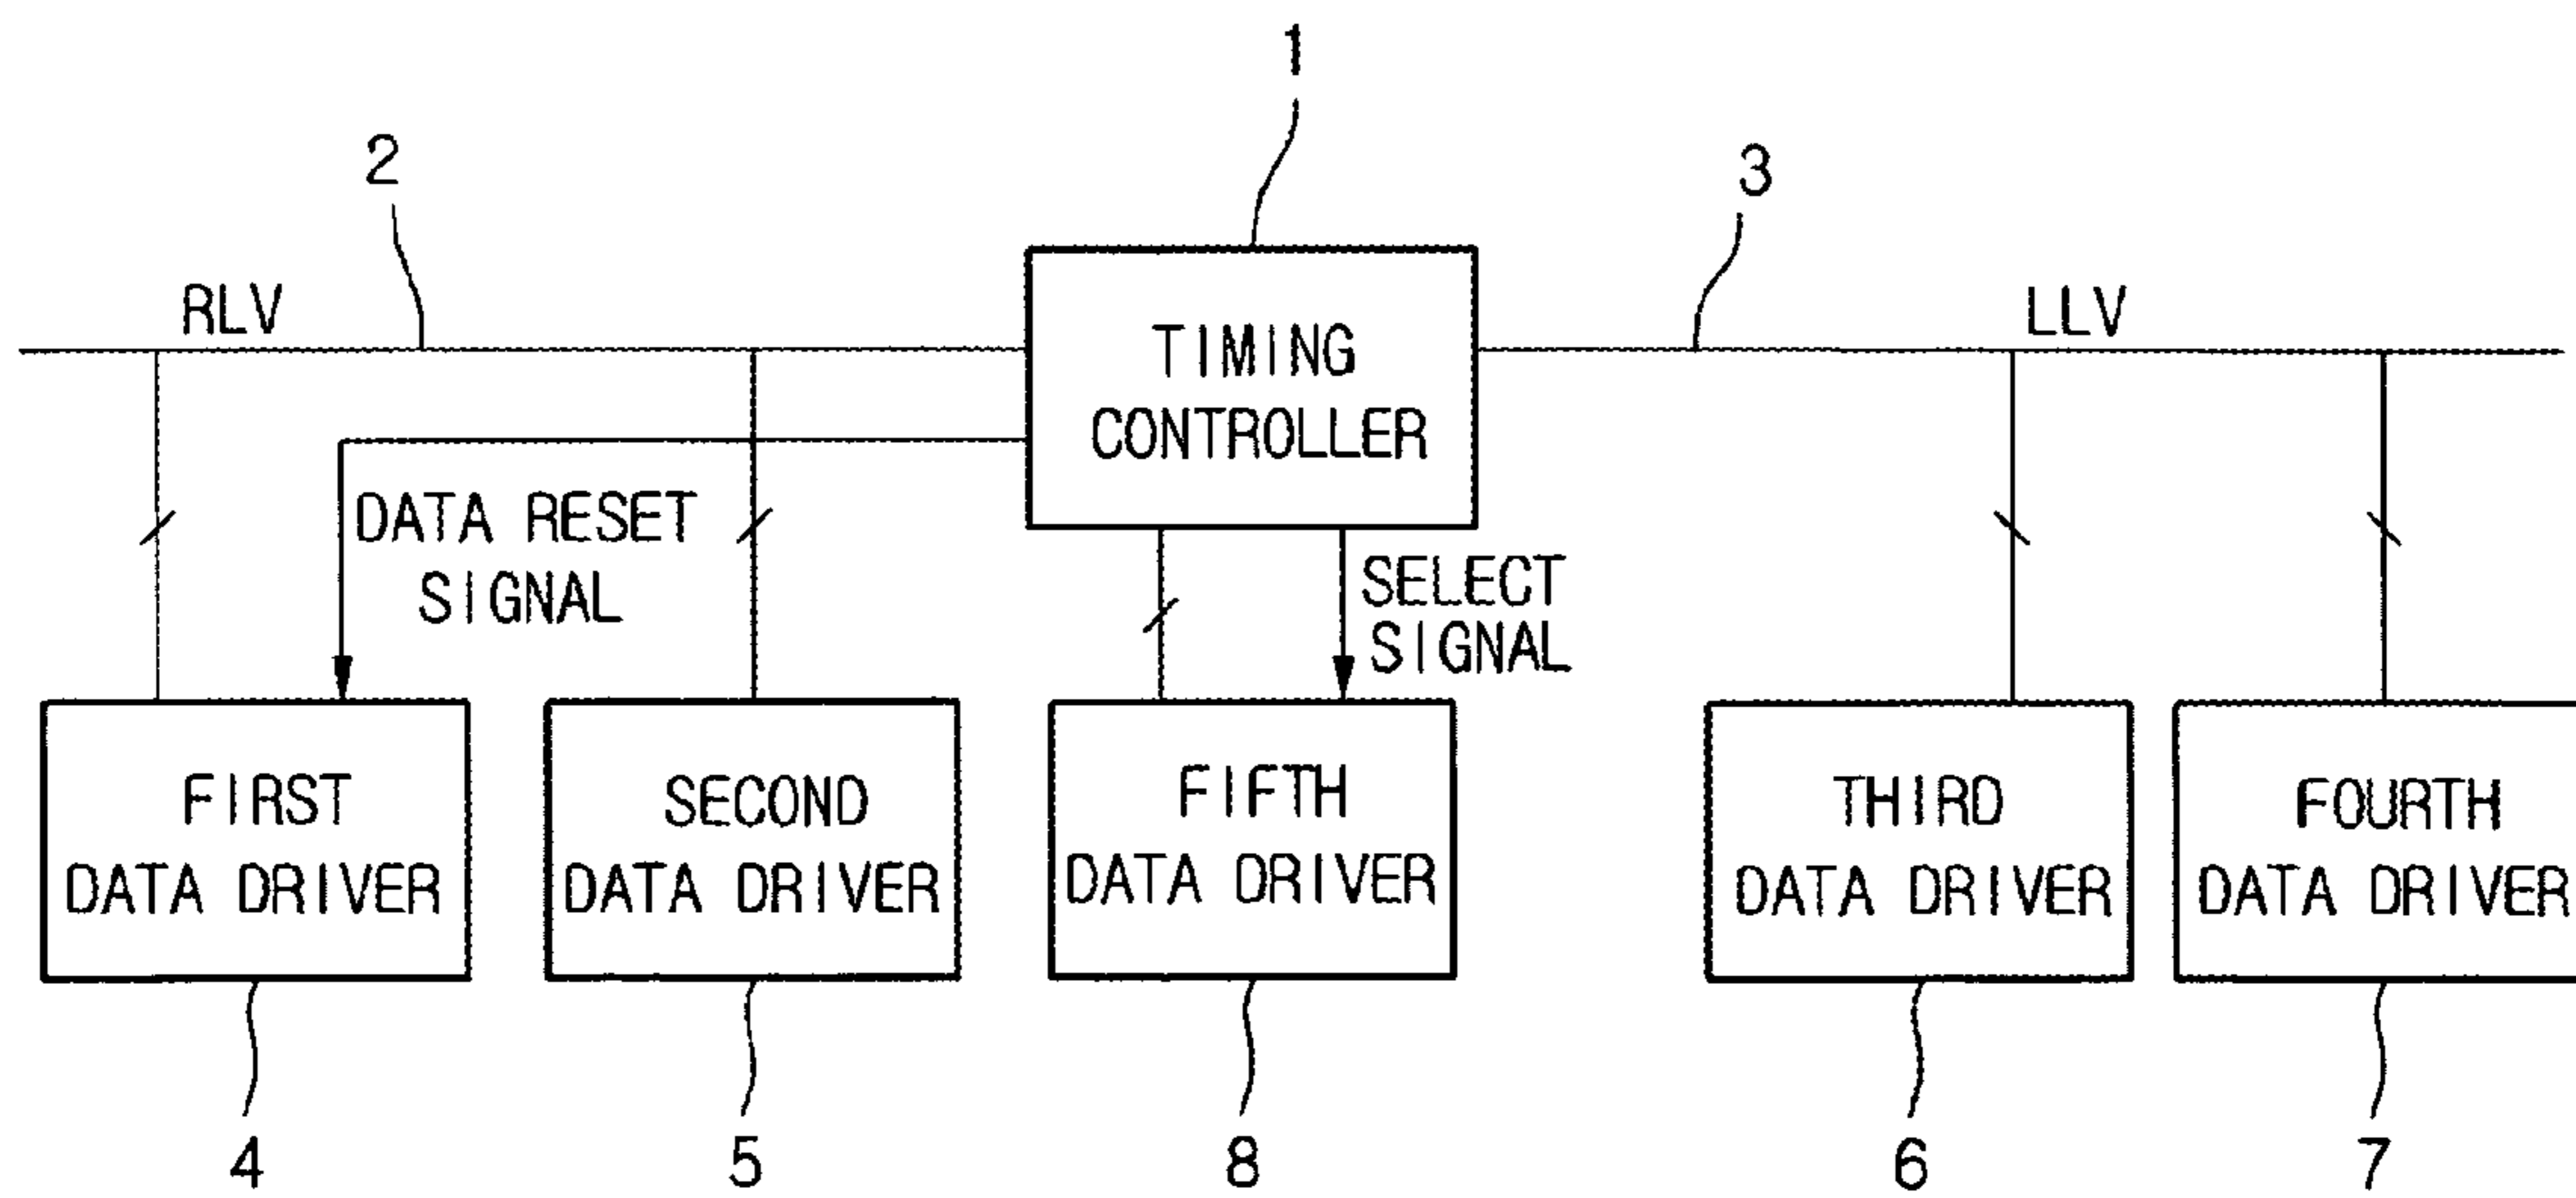 1
2
3
RLV
LLV
TIMING
CONTROLLER
DATA RESET
SIGNAL
SELECT
SIGNAL
FIRST
DATA DRIVER
SECOND
DATA DRIVER
FIFTH
DATA DRIVER
THIRD
DATA DRIVER
FOURTH
DATA DRIVER
4
5
8
6
7